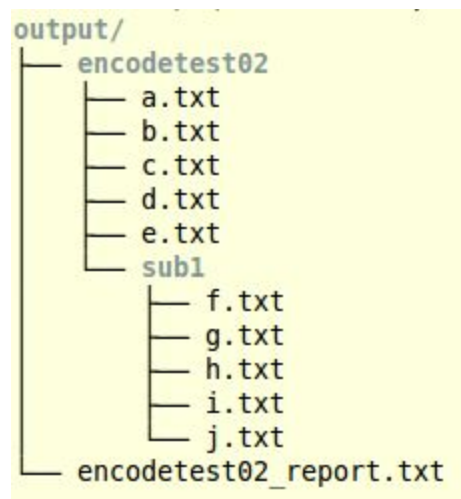 output/
├── encodetest02
│   ├── a.txt
│   ├── b.txt
│   ├── c.txt
│   ├── d.txt
│   ├── e.txt
│   └── sub1
│       ├── f.txt
│       ├── g.txt
│       ├── h.txt
│       ├── i.txt
│       └── j.txt
└── encodetest02_report.txt